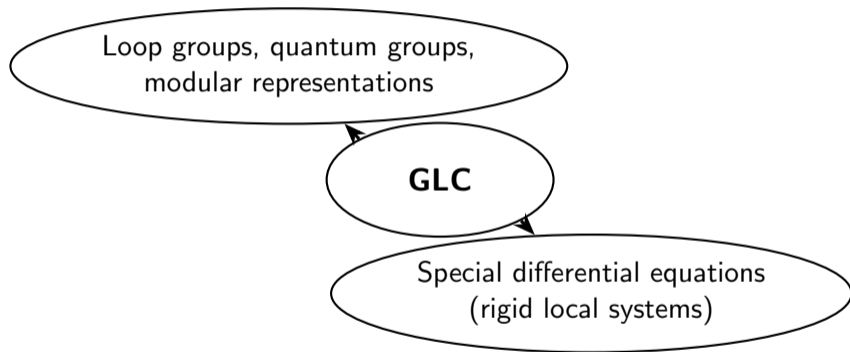 Loop groups, quantum groups,
modular representations
GLC
Special differential equations
(rigid local systems)